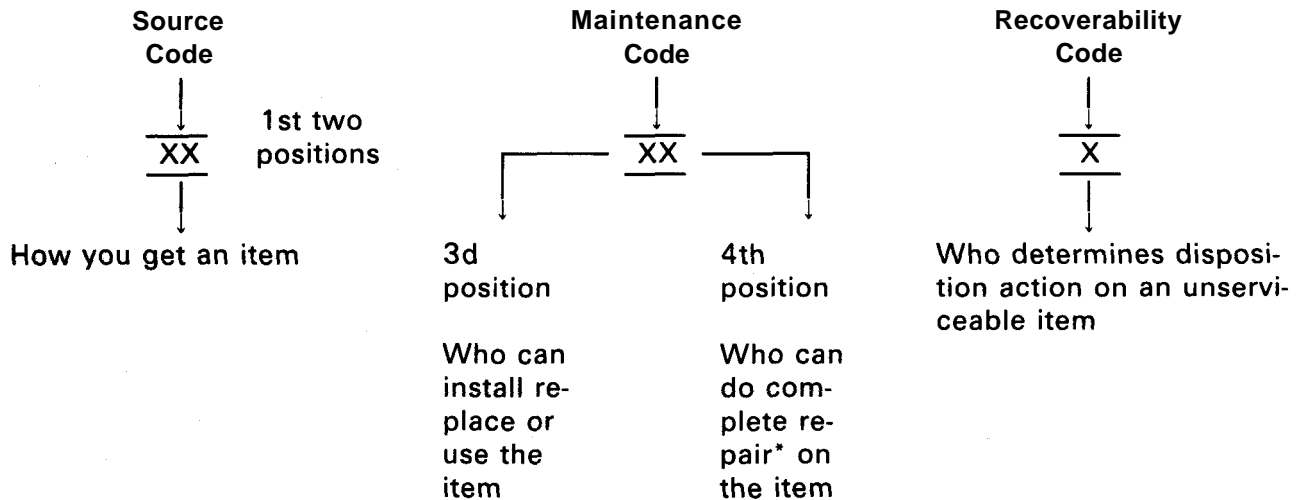 Source
Code
XX
1st two
positions
How you get an item
Maintenance
Code
XX
3d
position
Who can
install re-
place or
use the
item
4th
position
Who can
do com-
plete re-
pair* on
the item
Recoverability
Code
X
Who determines disposi-
tion action on an unservi-
ceable item